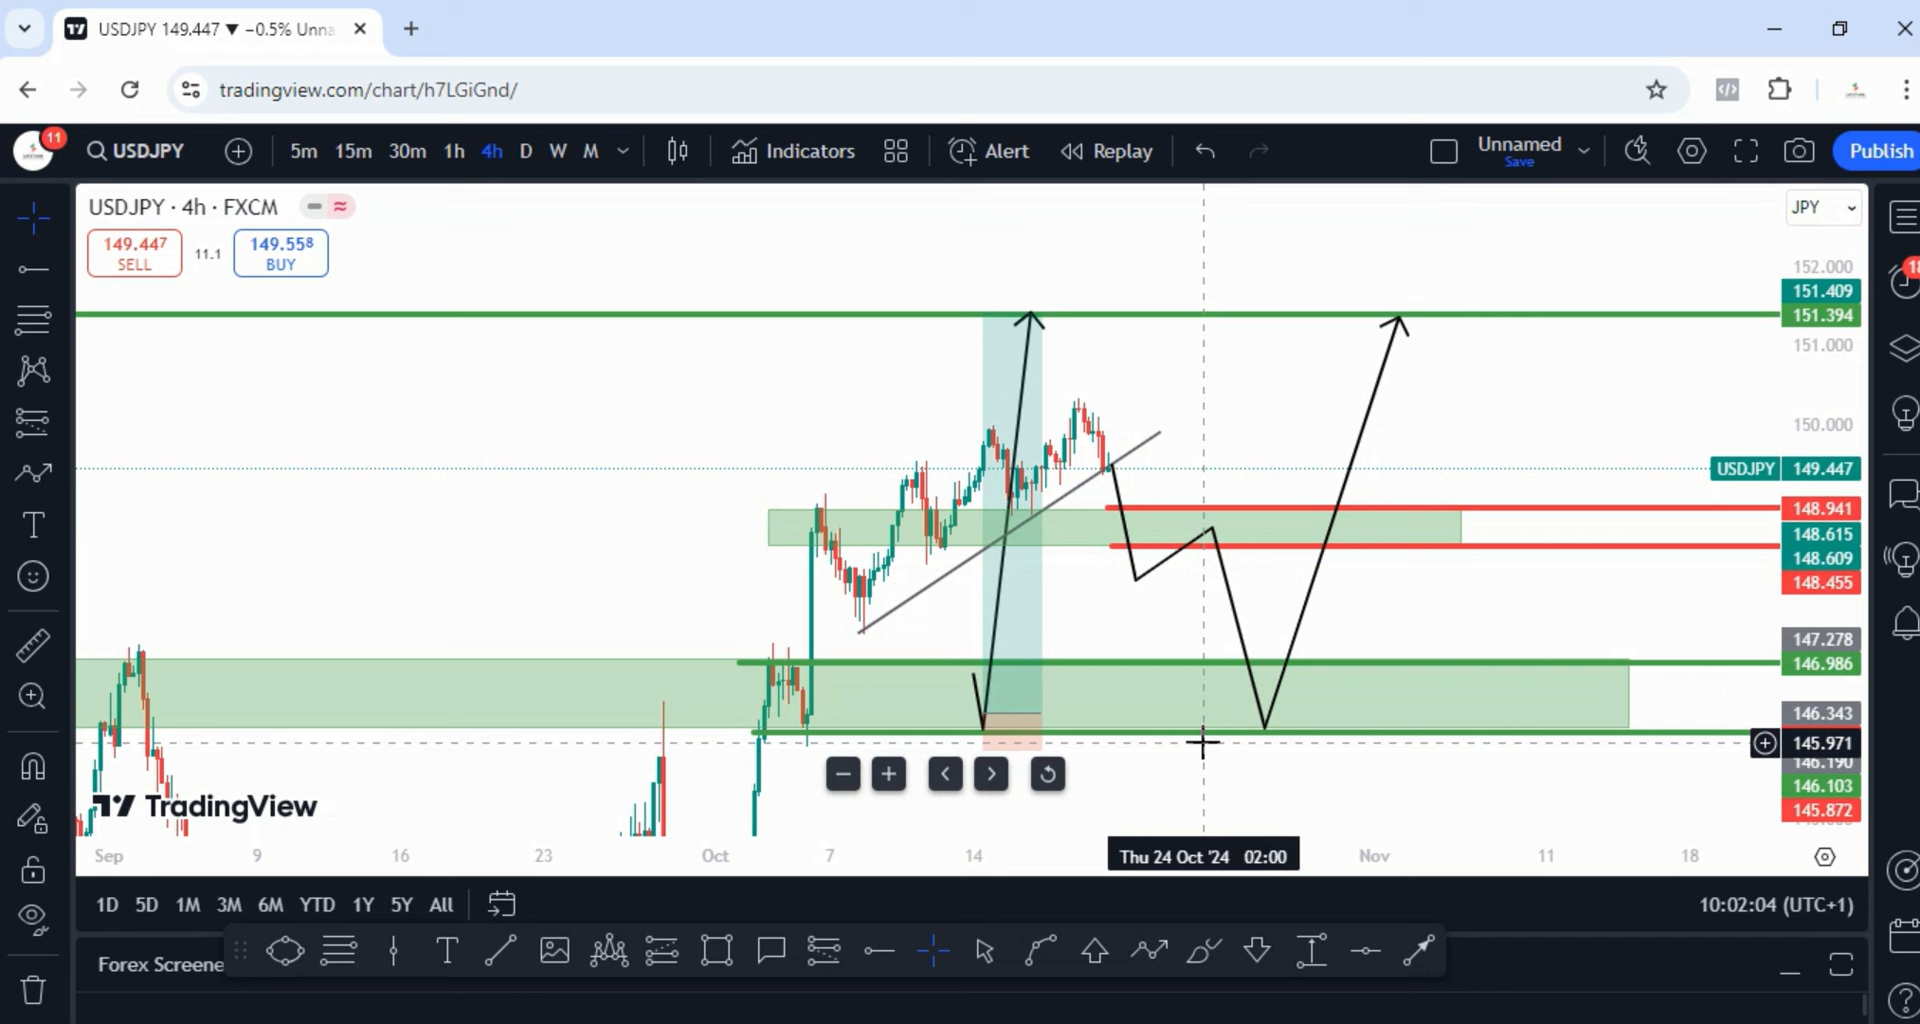 USDJPY 149.447 ▼ −0.5% Unna
tradingview.com/chart/h7LGiGnd/
11
USDJPY
5m 15m 30m 1h 4h D W M
Indicators
Alert
Replay
Unnamed
Save
Publish
USDJPY · 4h · FXCM
JPY
149.447
SELL
11.1
149.558
BUY
152.000
151.409
151.394
151.000
150.000
USDJPY 149.447
148.941
148.615
148.609
148.455
147.278
146.986
146.343
145.971
146.190
146.103
145.872
18
TradingView
Sep 9 16 23 Oct 7 14 Thu 24 Oct '24 02:00 Nov 11 18
1D 5D 1M 3M 6M YTD 1Y 5Y All
10:02:04 (UTC+1)
Forex Screene